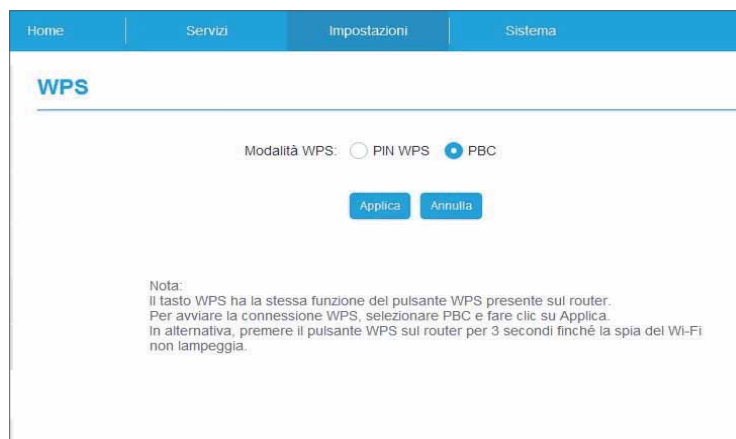 Home Servizi Impostazioni Sistema
WPS
Modalità WPS: PIN WPS PBC
Applica Annulla
Nota:
Il tasto WPS ha la stessa funzione del pulsante WPS presente sul router.
Per avviare la connessione WPS, selezionare PBC e fare clic su Applica.
In alternativa, premere il pulsante WPS sul router per 3 secondi finché la spia del Wi-Fi
non lampeggia.